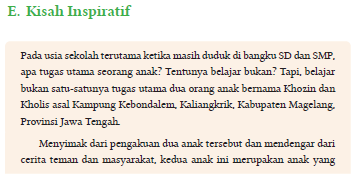 E. Kisah Inspiratif
Pada usia sekolah terutama ketika masih duduk di bangku SD dan SMP,
apa tugas utama seorang anak? Tentunya belajar bukan? Tapi, belajar
bukan satu-satunya tugas utama dua orang anak bernama Khozin dan
Kholis asal Kampung Kebondalem, Kaliangkrik, Kabupaten Magelang,
Provinsi Jawa Tengah.
Menyimak dari pengakuan dua anak tersebut dan mendengar dari
cerita teman dan masyarakat, kedua anak ini merupakan anak yang